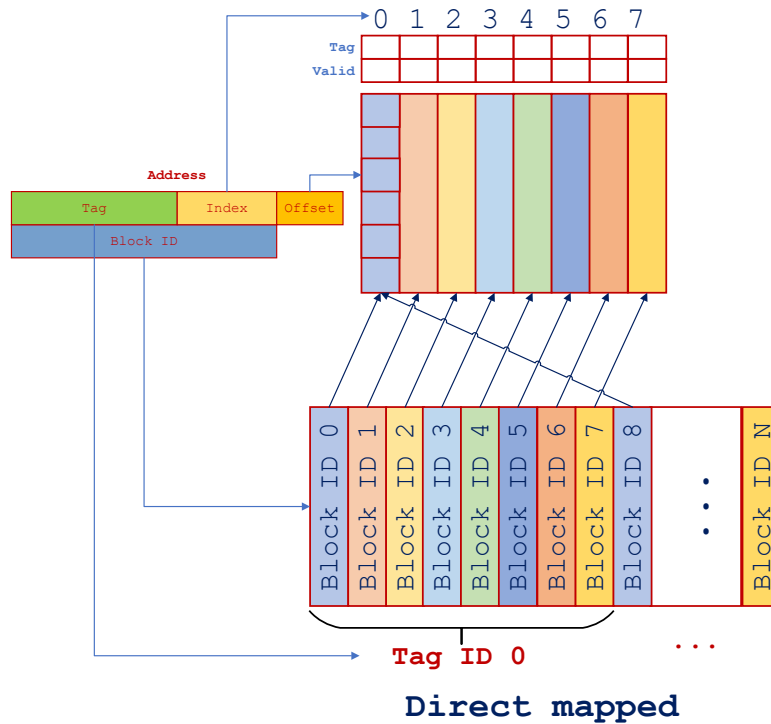 0 1 2 3 4 5 6 7
Tag
Valid
Address
Tag Index Offset
Block ID
Block ID 0
Block ID 1
Block ID 2
Block ID 3
Block ID 4
Block ID 5
Block ID 6
Block ID 7
Block ID 8
...
Block ID N
Tag ID 0
...
Direct mapped